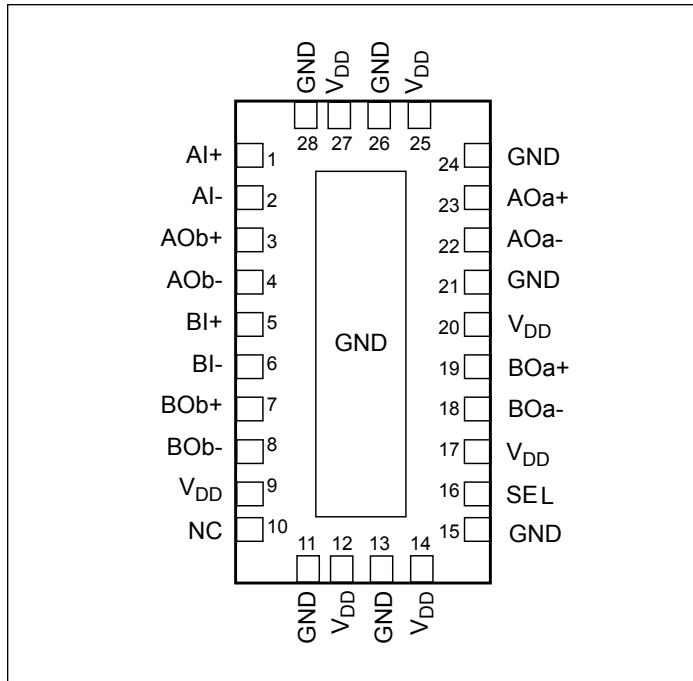 GND VDD GND VDD
28 27 26 25
AI+ 1 24 GND
AI- 2 23 AOa+
AOb+ 3 22 AOa-
AOb- 4 21 GND
BI+ 5 20 VDD
GND
BI- 6 19 BOa+
BOb+ 7 18 BOa-
BOb- 8 17 VDD
VDD 9 16 SEL
NC 10 15 GND
11 12 13 14
GND VDD GND VDD